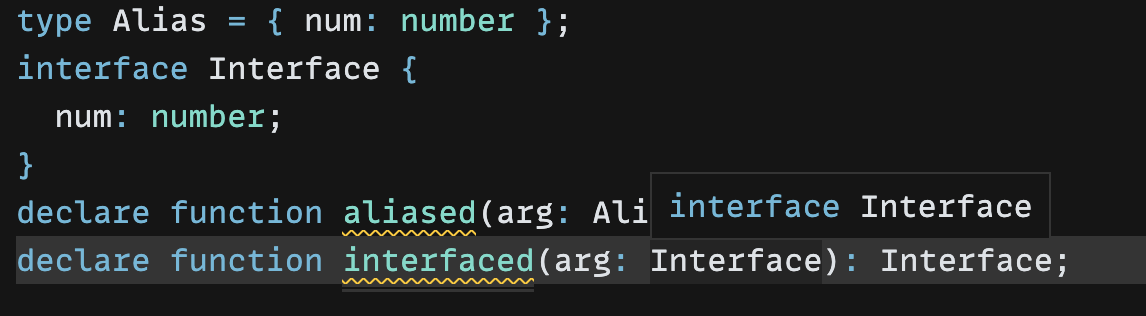 type Alias = { num: number };
interface Interface {
  num: number;
}
declare function aliased(arg: Ali
interface Interface
declare function interfaced(arg: Interface): Interface;